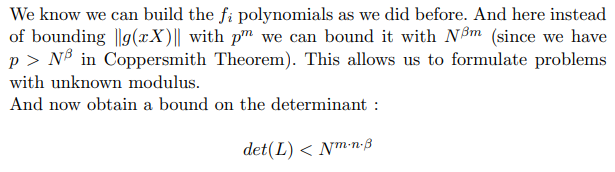 We know we can build the f_i polynomials as we did before. And here instead
of bounding ||g(xX)|| with p^m we can bound it with N^{βm} (since we have
p > N^β in Coppersmith Theorem). This allows us to formulate problems
with unknown modulus.
And now obtain a bound on the determinant :
det(L) < N^{m·n·β}